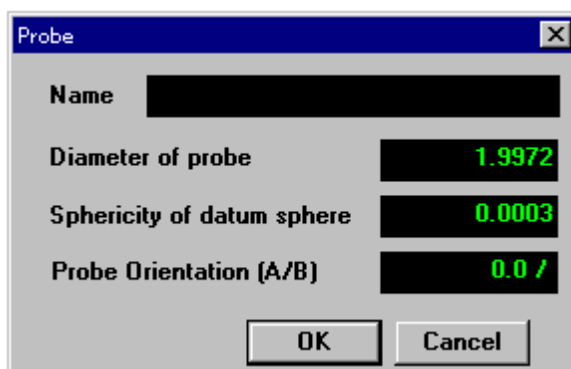 Probe
Name
Diameter of probe 1.9972
Sphericity of datum sphere 0.0003
Probe Orientation (A/B) 0.0 /
OK Cancel